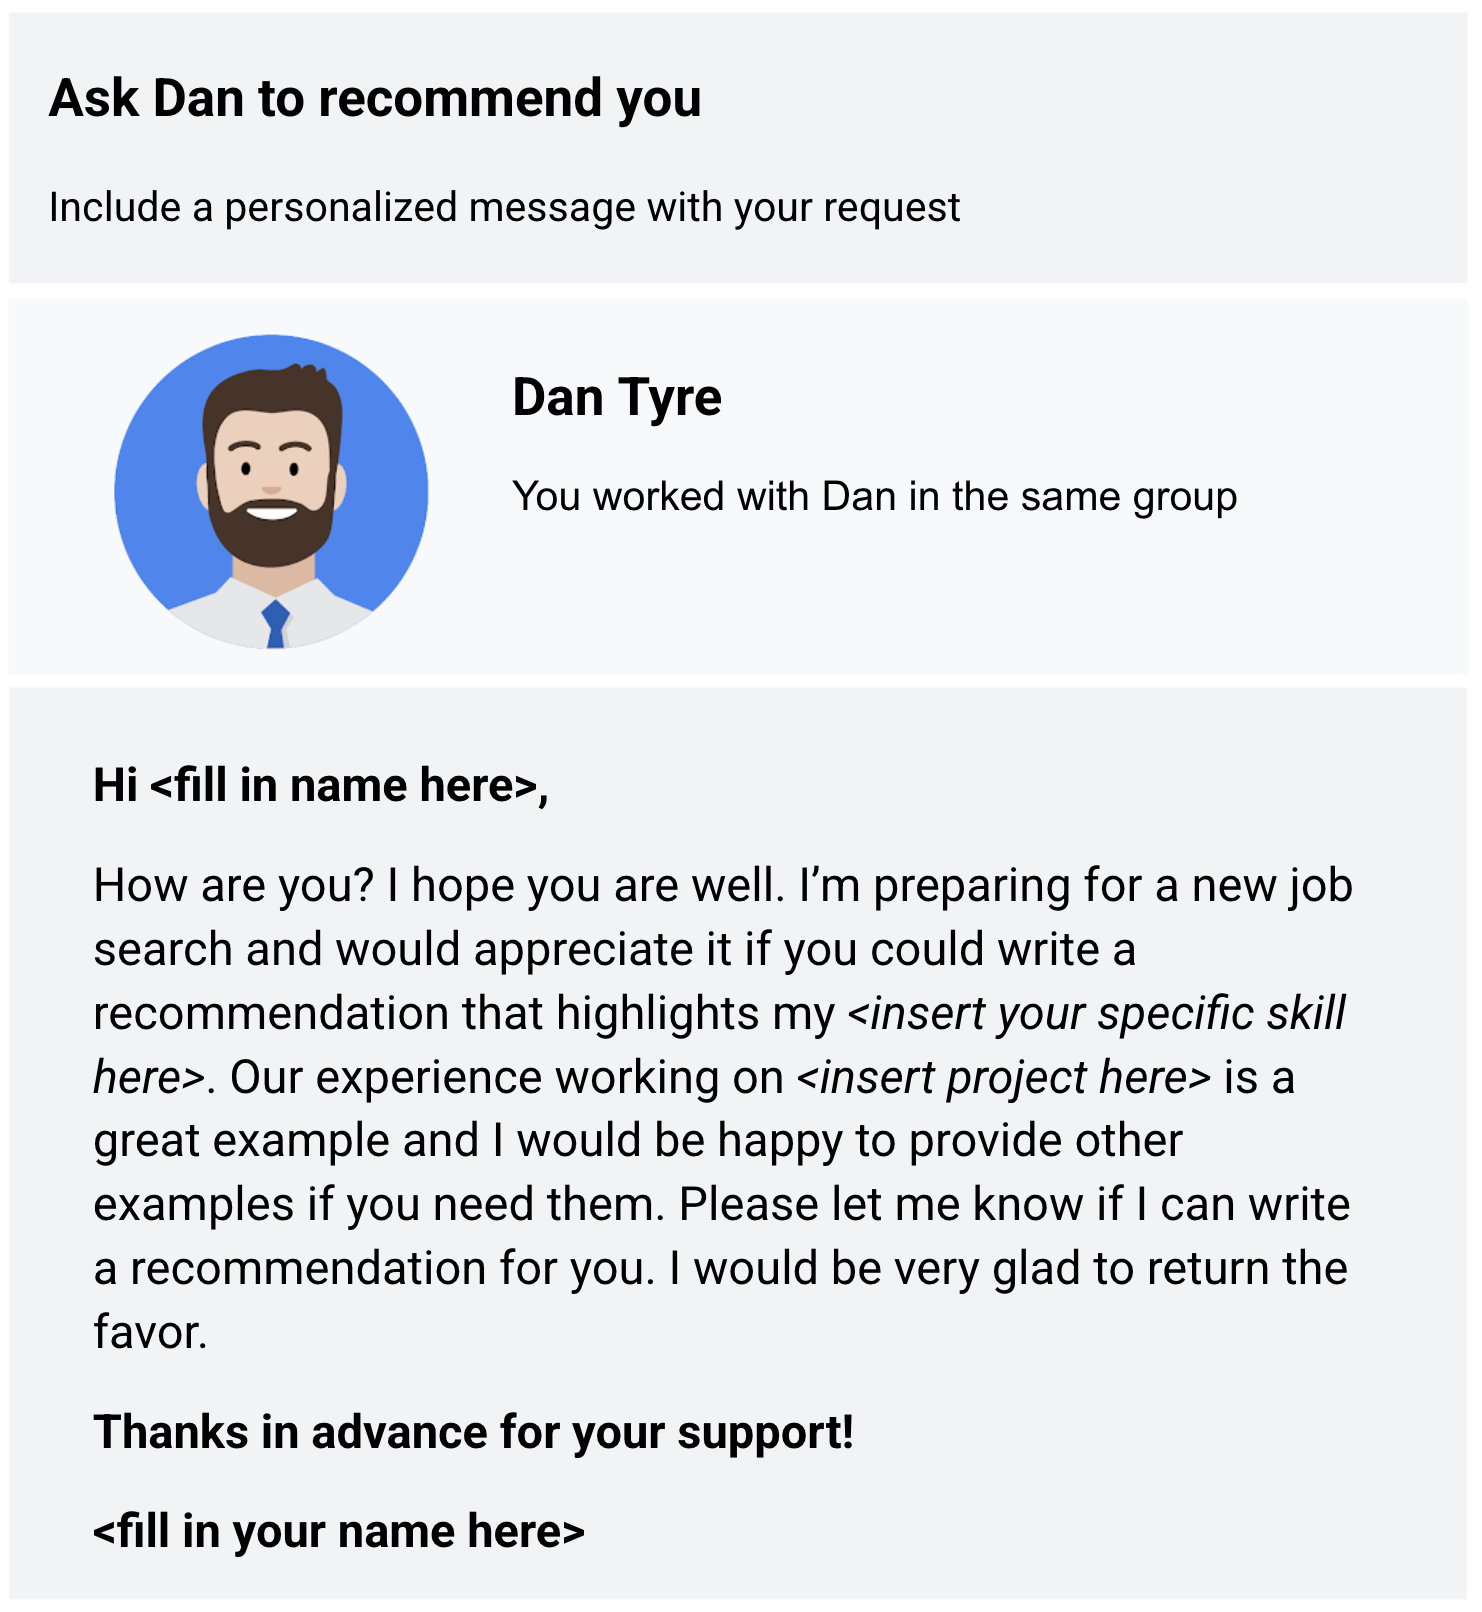 Ask Dan to recommend you
Include a personalized message with your request
Dan Tyre
You worked with Dan in the same group
Hi <fill in name here>,
How are you? I hope you are well. I’m preparing for a new job
search and would appreciate it if you could write a
recommendation that highlights my <insert your specific skill
here>. Our experience working on <insert project here> is a
great example and I would be happy to provide other
examples if you need them. Please let me know if I can write
a recommendation for you. I would be very glad to return the
favor.
Thanks in advance for your support!
<fill in your name here>